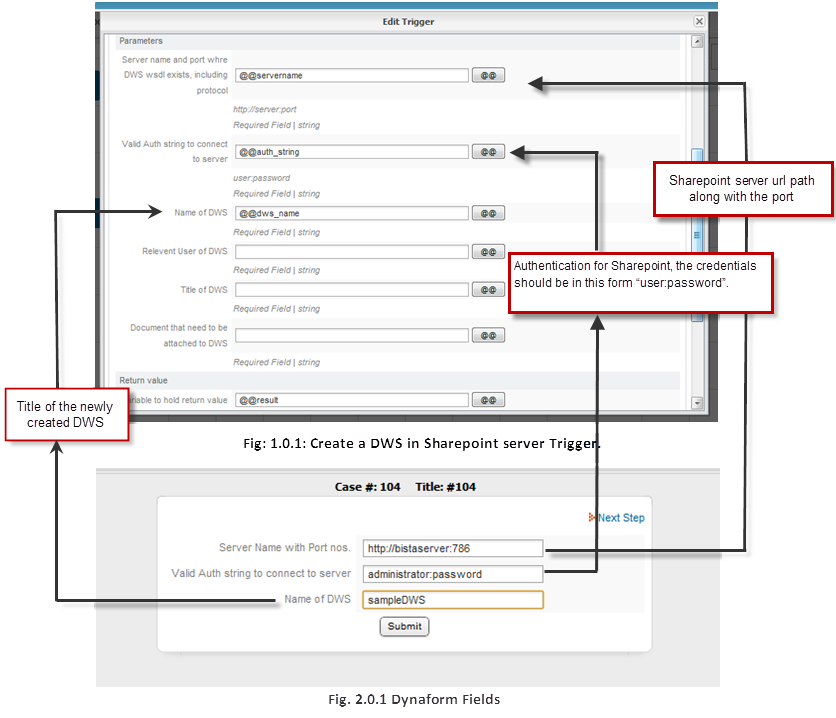 Edit Trigger
Parameters
Server name and port whre
DWS wsdl exists, including
protocol
@@servername
@@
http://server:port
Required Field | string
Valid Auth string to connect
to server
@@auth_string
@@
user:password
Required Field | string
Name of DWS
@@dws_name
@@
Required Field | string
Relevent User of DWS
@@
Required Field | string
Title of DWS
@@
Required Field | string
Document that need to be
attached to DWS
@@
Required Field | string
Return value
ariable to hold return value
@@result
@@
Sharepoint server url path
along with the port
Authentication for Sharepoint, the credentials
should be in this form “user:password”.
Title of the newly
created DWS
Fig: 1.0.1: Create a DWS in Sharepoint server Trigger.
Case #: 104 Title: #104
Next Step
Server Name with Port nos.
http://bistaserver:786
Valid Auth string to connect to server
administrator:password
Name of DWS
sampleDWS
Submit
Fig. 2.0.1 Dynaform Fields